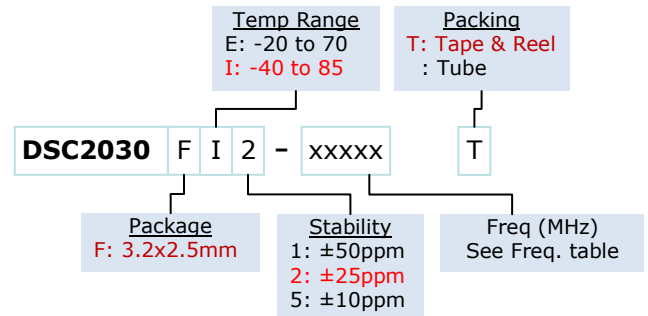 Temp Range
E: -20 to 70
I: -40 to 85
Packing
T: Tape & Reel
: Tube
DSC2030 F I 2 – xxxxx T
Package
F: 3.2x2.5mm
Stability
1: ±50ppm
2: ±25ppm
5: ±10ppm
Freq (MHz)
See Freq. table